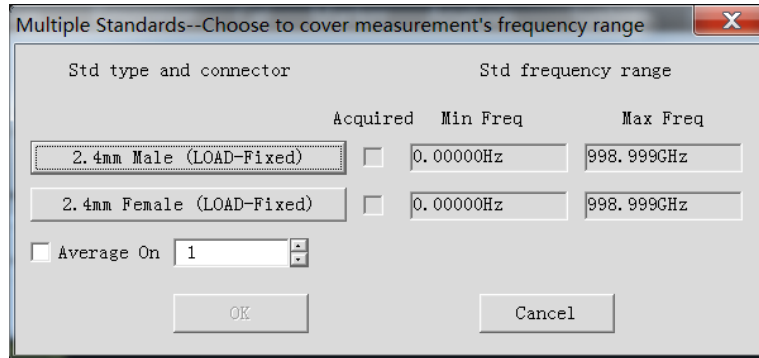 Multiple Standards--Choose to cover measurement's frequency range
Std type and connector Std frequency range
Acquired Min Freq Max Freq
2.4mm Male (LOAD-Fixed) 0.00000Hz 998.999GHz
2.4mm Female (LOAD-Fixed) 0.00000Hz 998.999GHz
Average On 1
OK Cancel